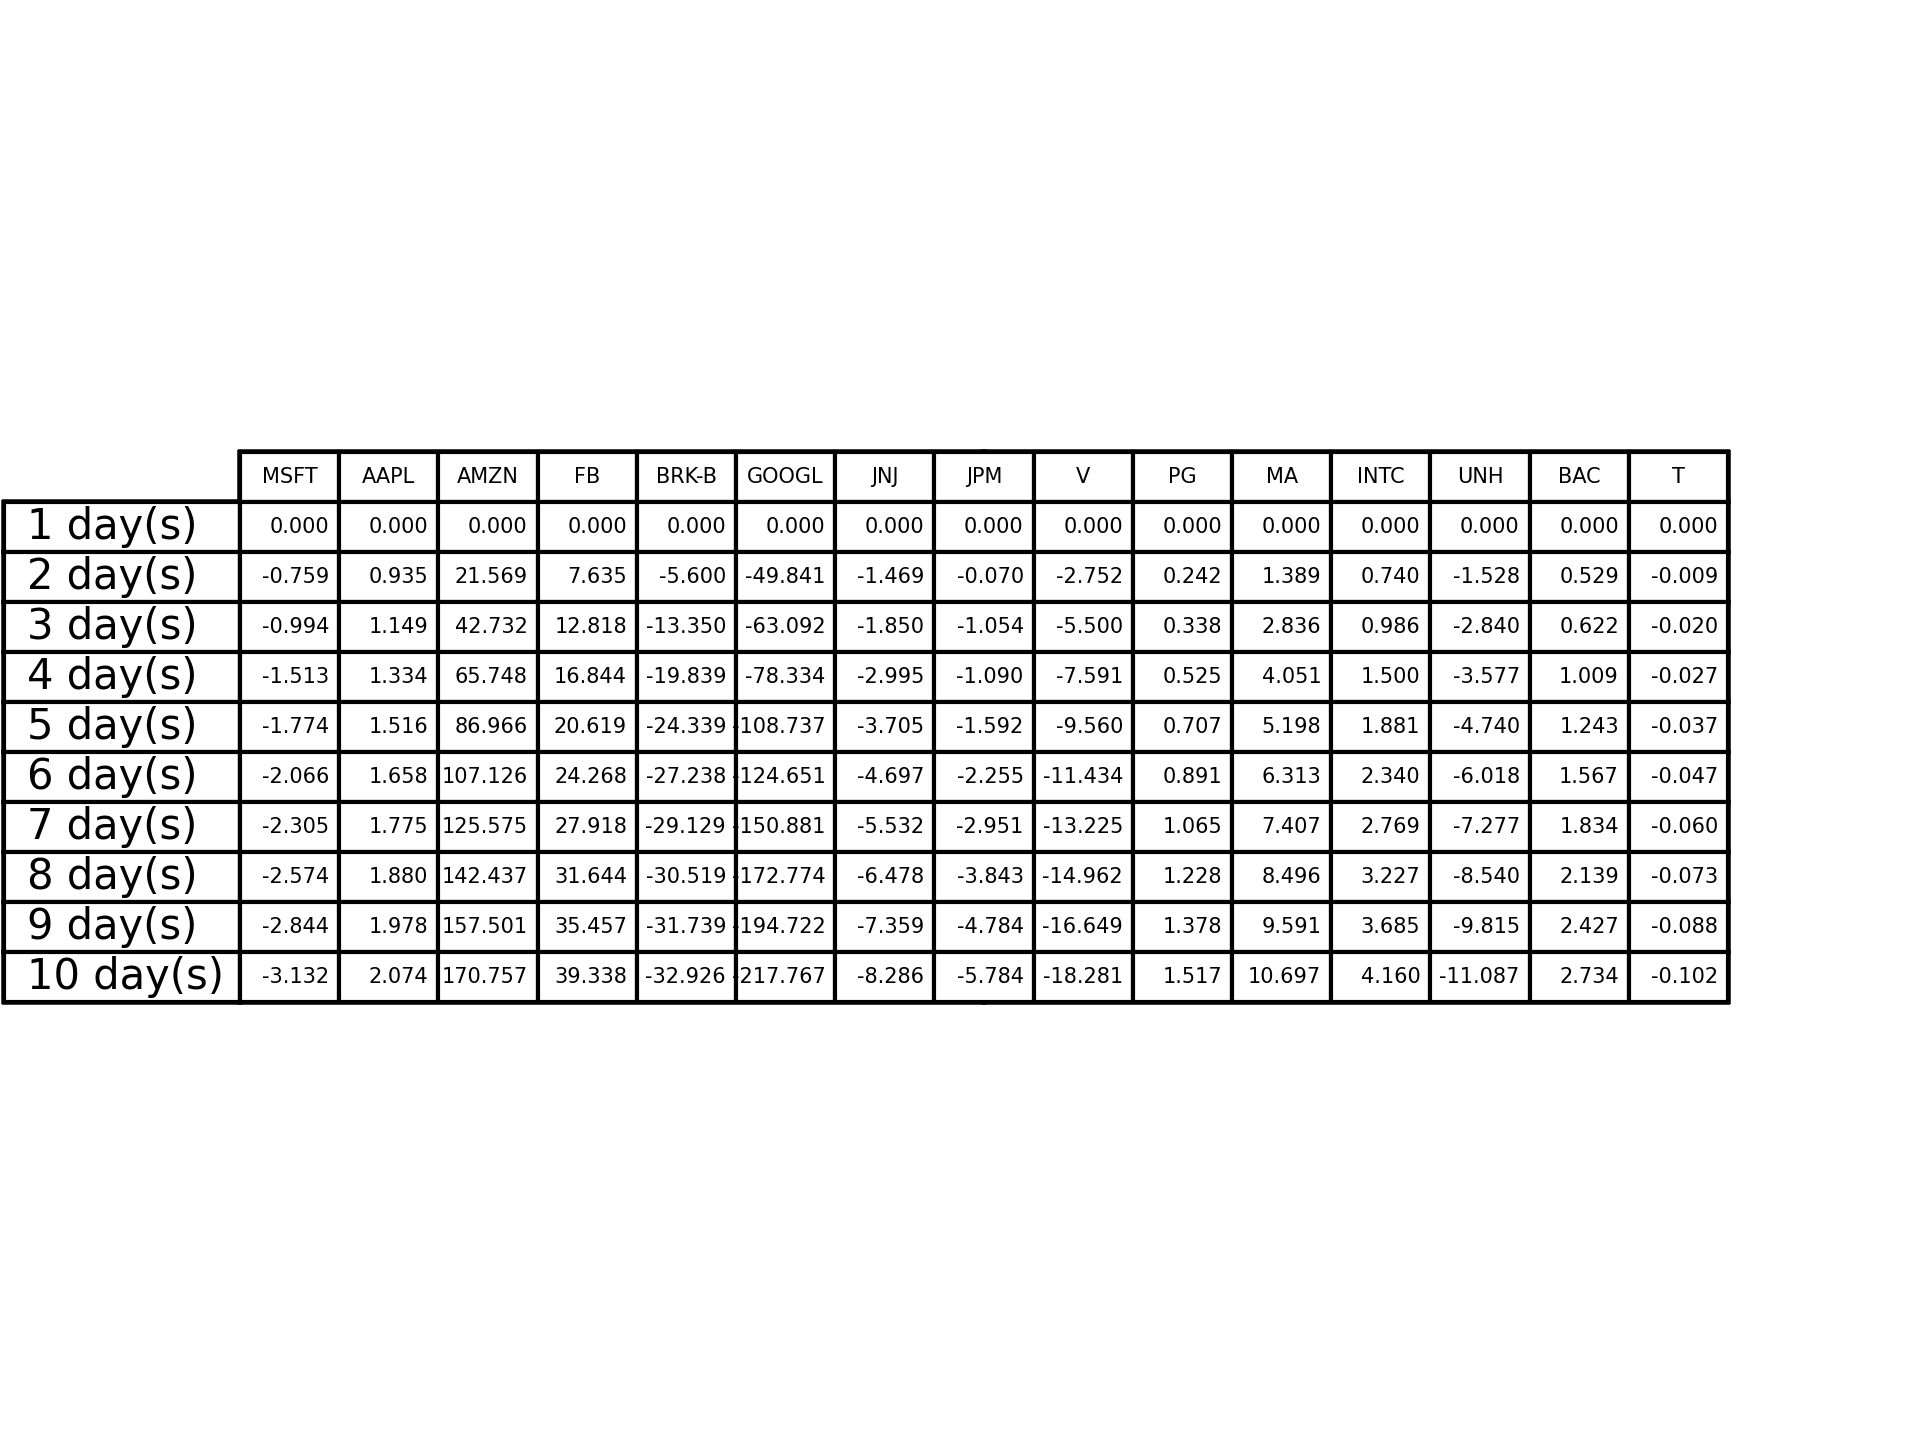 MSFT AAPL AMZN FB BRK-B GOOGL JNJ JPM V PG MA INTC UNH BAC T
1 day(s) 0.000 0.000 0.000 0.000 0.000 0.000 0.000 0.000 0.000 0.000 0.000 0.000 0.000 0.000 0.000
2 day(s) -0.759 0.935 21.569 7.635 -5.600 -49.841 -1.469 -0.070 -2.752 0.242 1.389 0.740 -1.528 0.529 -0.009
3 day(s) -0.994 1.149 42.732 12.818 -13.350 -63.092 -1.850 -1.054 -5.500 0.338 2.836 0.986 -2.840 0.622 -0.020
4 day(s) -1.513 1.334 65.748 16.844 -19.839 -78.334 -2.995 -1.090 -7.591 0.525 4.051 1.500 -3.577 1.009 -0.027
5 day(s) -1.774 1.516 86.966 20.619 -24.339 -108.737 -3.705 -1.592 -9.560 0.707 5.198 1.881 -4.740 1.243 -0.037
6 day(s) -2.066 1.658 107.126 24.268 -27.238 -124.651 -4.697 -2.255 -11.434 0.891 6.313 2.340 -6.018 1.567 -0.047
7 day(s) -2.305 1.775 125.575 27.918 -29.129 -150.881 -5.532 -2.951 -13.225 1.065 7.407 2.769 -7.277 1.834 -0.060
8 day(s) -2.574 1.880 142.437 31.644 -30.519 -172.774 -6.478 -3.843 -14.962 1.228 8.496 3.227 -8.540 2.139 -0.073
9 day(s) -2.844 1.978 157.501 35.457 -31.739 -194.722 -7.359 -4.784 -16.649 1.378 9.591 3.685 -9.815 2.427 -0.088
10 day(s) -3.132 2.074 170.757 39.338 -32.926 -217.767 -8.286 -5.784 -18.281 1.517 10.697 4.160 -11.087 2.734 -0.102